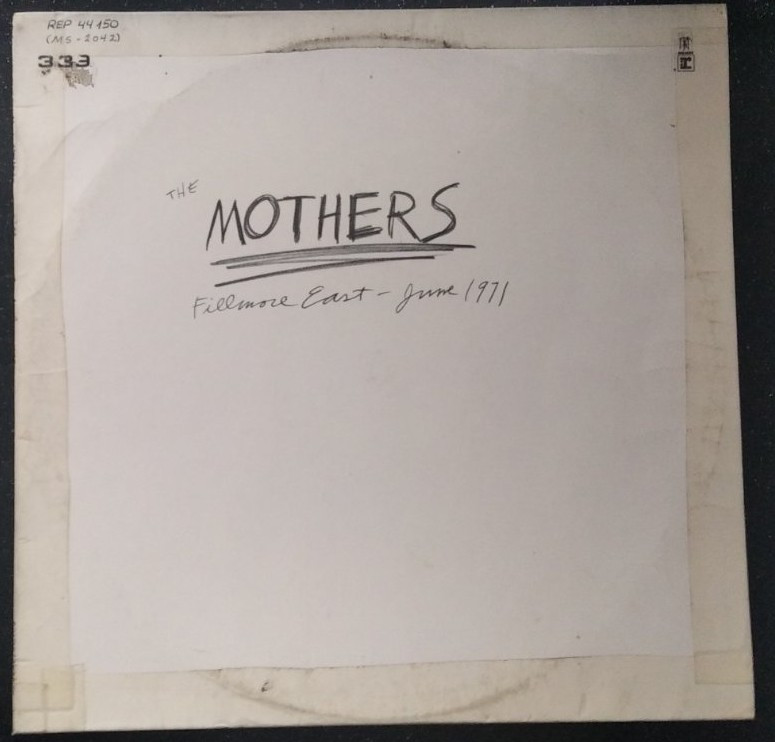 REP 44 150
(MS-2042)
333
THE
MOTHERS
Fillmore East - June 1971